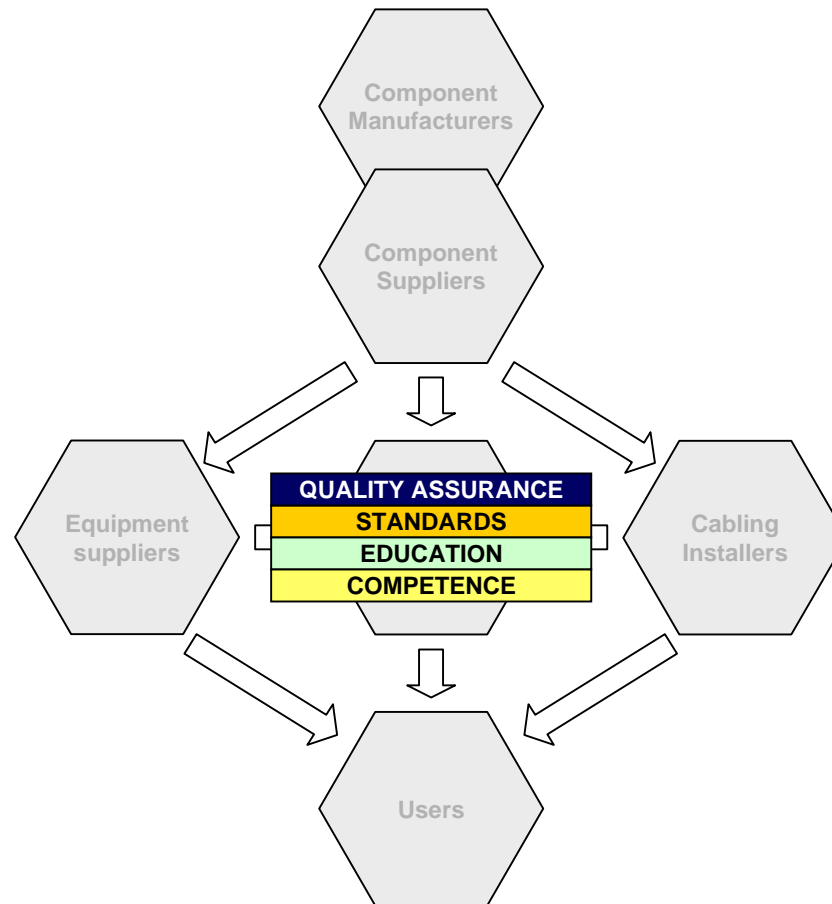 Component
Manufacturers
Component
Suppliers
QUALITY ASSURANCE
STANDARDS
EDUCATION
COMPETENCE
Equipment
suppliers
Cabling
Installers
Users